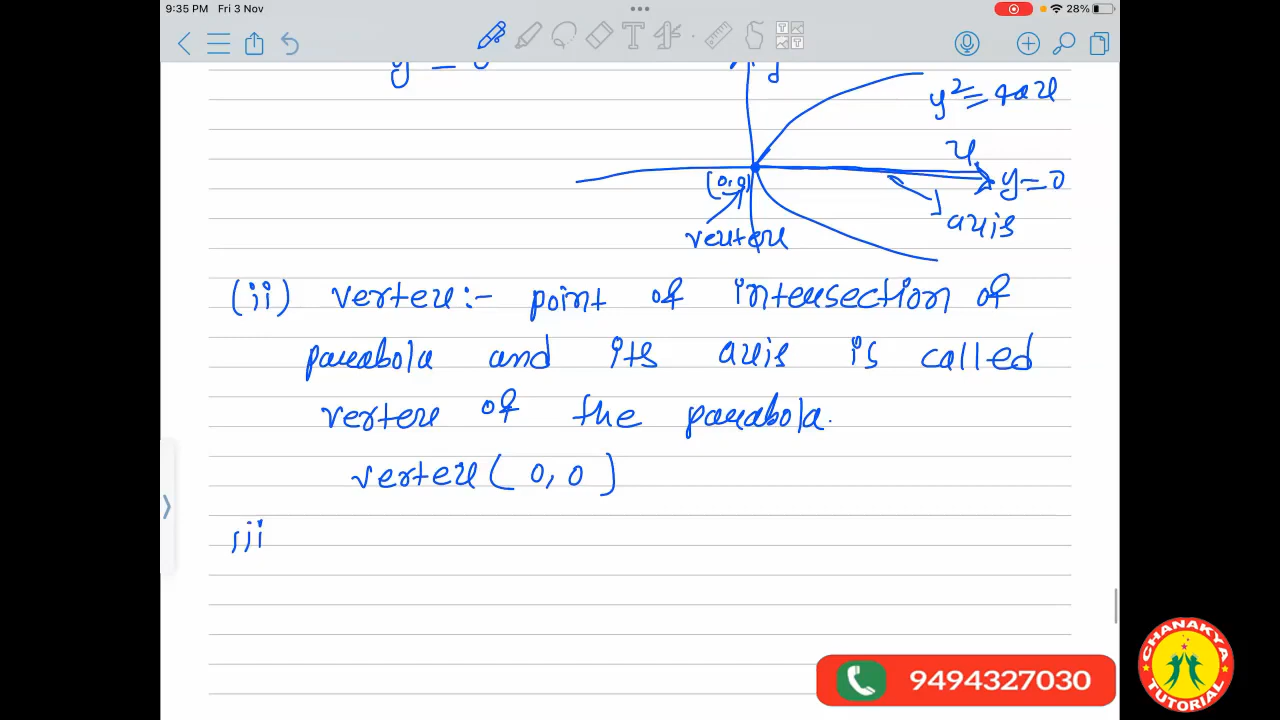 9:35 PM Fri 3 Nov
28%
y = 0
y
y² = 4ax
x
y = 0
(0,0)
axis
vertex
(ii) vertex:- point of intersection of
parabola and its axis is called
vertex of the parabola.
vertex (0,0)
iii
9494327030
CHANAKYA
TUTORIAL